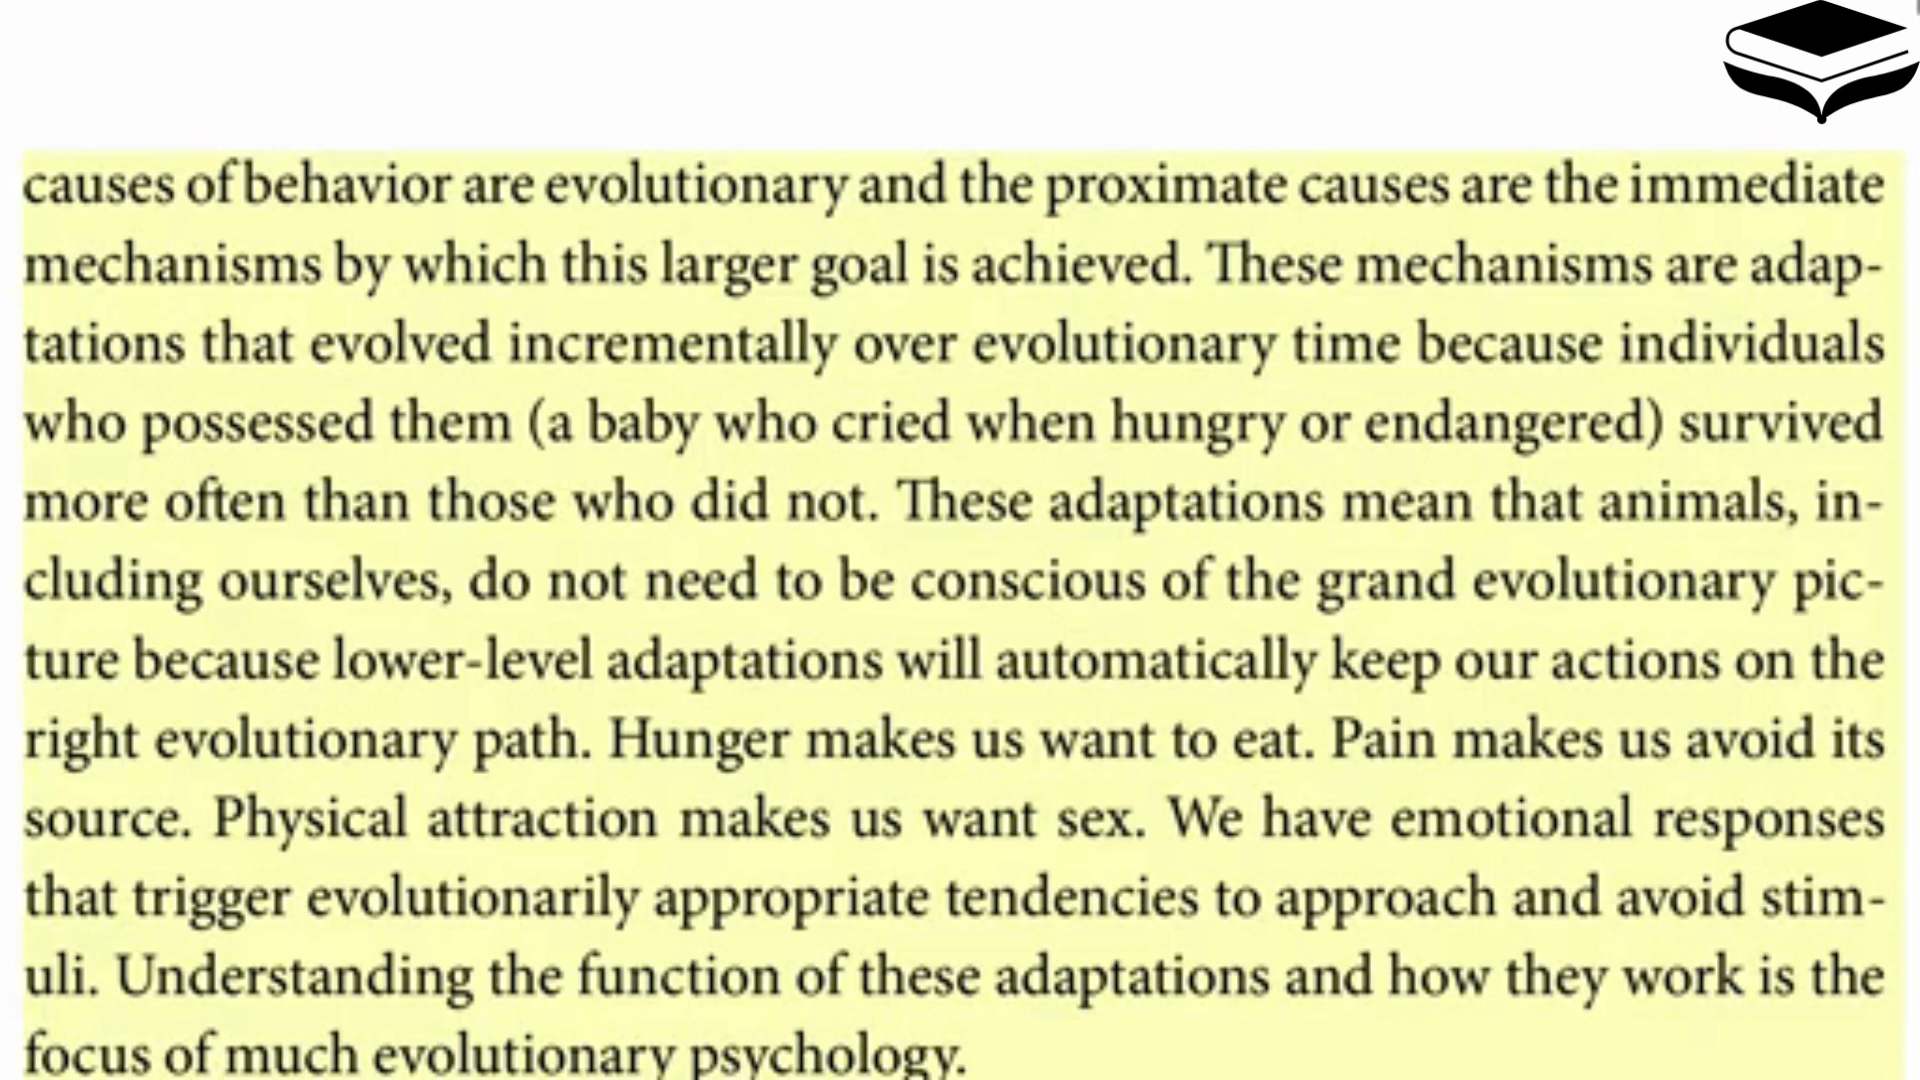 causes of behavior are evolutionary and the proximate causes are the immediate
mechanisms by which this larger goal is achieved. These mechanisms are adap-
tations that evolved incrementally over evolutionary time because individuals
who possessed them (a baby who cried when hungry or endangered) survived
more often than those who did not. These adaptations mean that animals, in-
cluding ourselves, do not need to be conscious of the grand evolutionary pic-
ture because lower-level adaptations will automatically keep our actions on the
right evolutionary path. Hunger makes us want to eat. Pain makes us avoid its
source. Physical attraction makes us want sex. We have emotional responses
that trigger evolutionarily appropriate tendencies to approach and avoid stim-
uli. Understanding the function of these adaptations and how they work is the
focus of much evolutionary psychology.